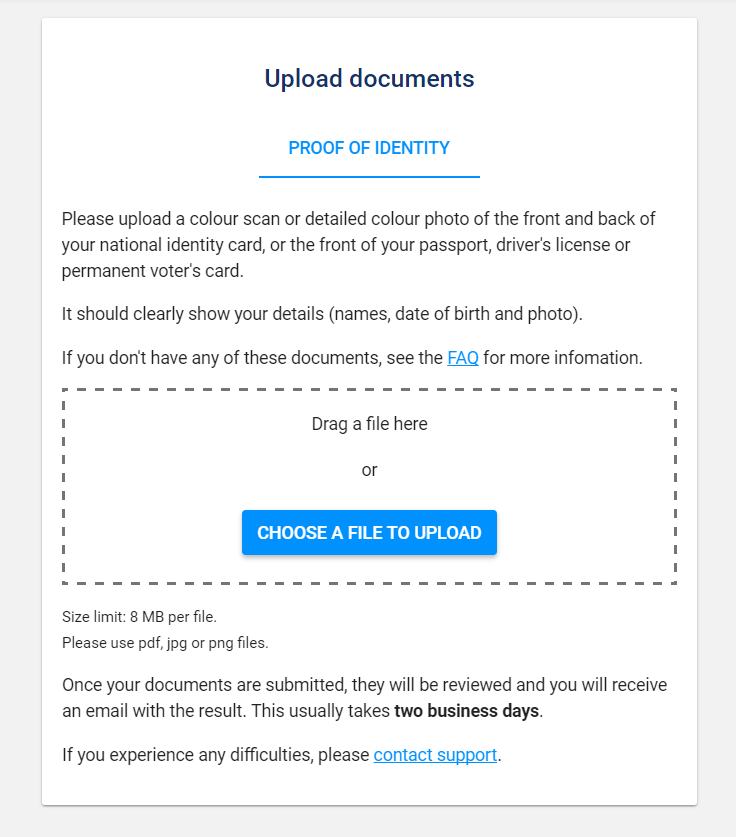 Upload documents
PROOF OF IDENTITY
Please upload a colour scan or detailed colour photo of the front and back of
your national identity card, or the front of your passport, driver's license or
permanent voter's card.
It should clearly show your details (names, date of birth and photo).
If you don't have any of these documents, see the FAQ for more infomation.
Drag a file here
or
CHOOSE A FILE TO UPLOAD
Size limit: 8 MB per file.
Please use pdf, jpg or png files.
Once your documents are submitted, they will be reviewed and you will receive
an email with the result. This usually takes two business days.
If you experience any difficulties, please contact support.